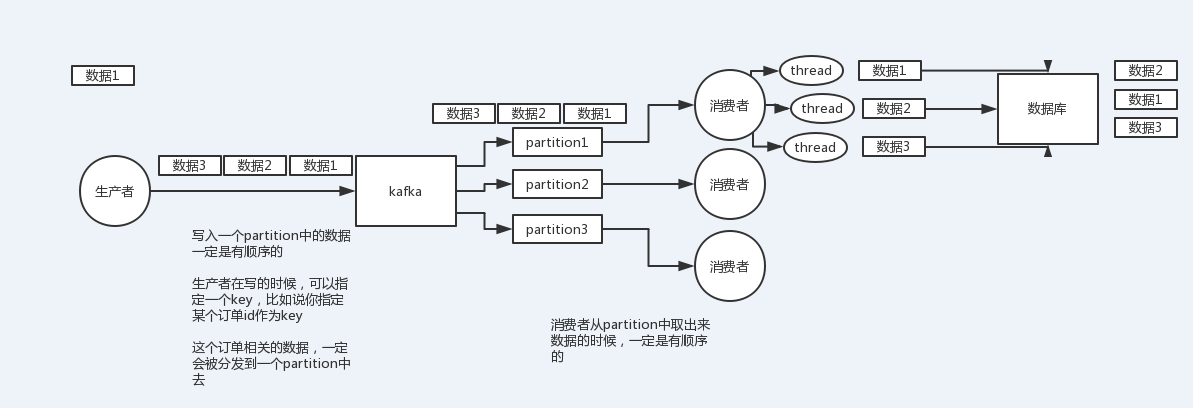 数据1
数据3
数据2
数据1
生产者
kafka
写入一个partition中的数据
一定是有顺序的
生产者在写的时候，可以指
定一个key，比如说你指定
某个订单id作为key
这个订单相关的数据，一定
会被分发到一个partition中
去
数据3
数据2
数据1
partition1
partition2
partition3
消费者
消费者
消费者
消费者从partition中取出来
数据的时候，一定是有顺序
的
thread
thread
thread
数据1
数据2
数据3
数据库
数据2
数据1
数据3